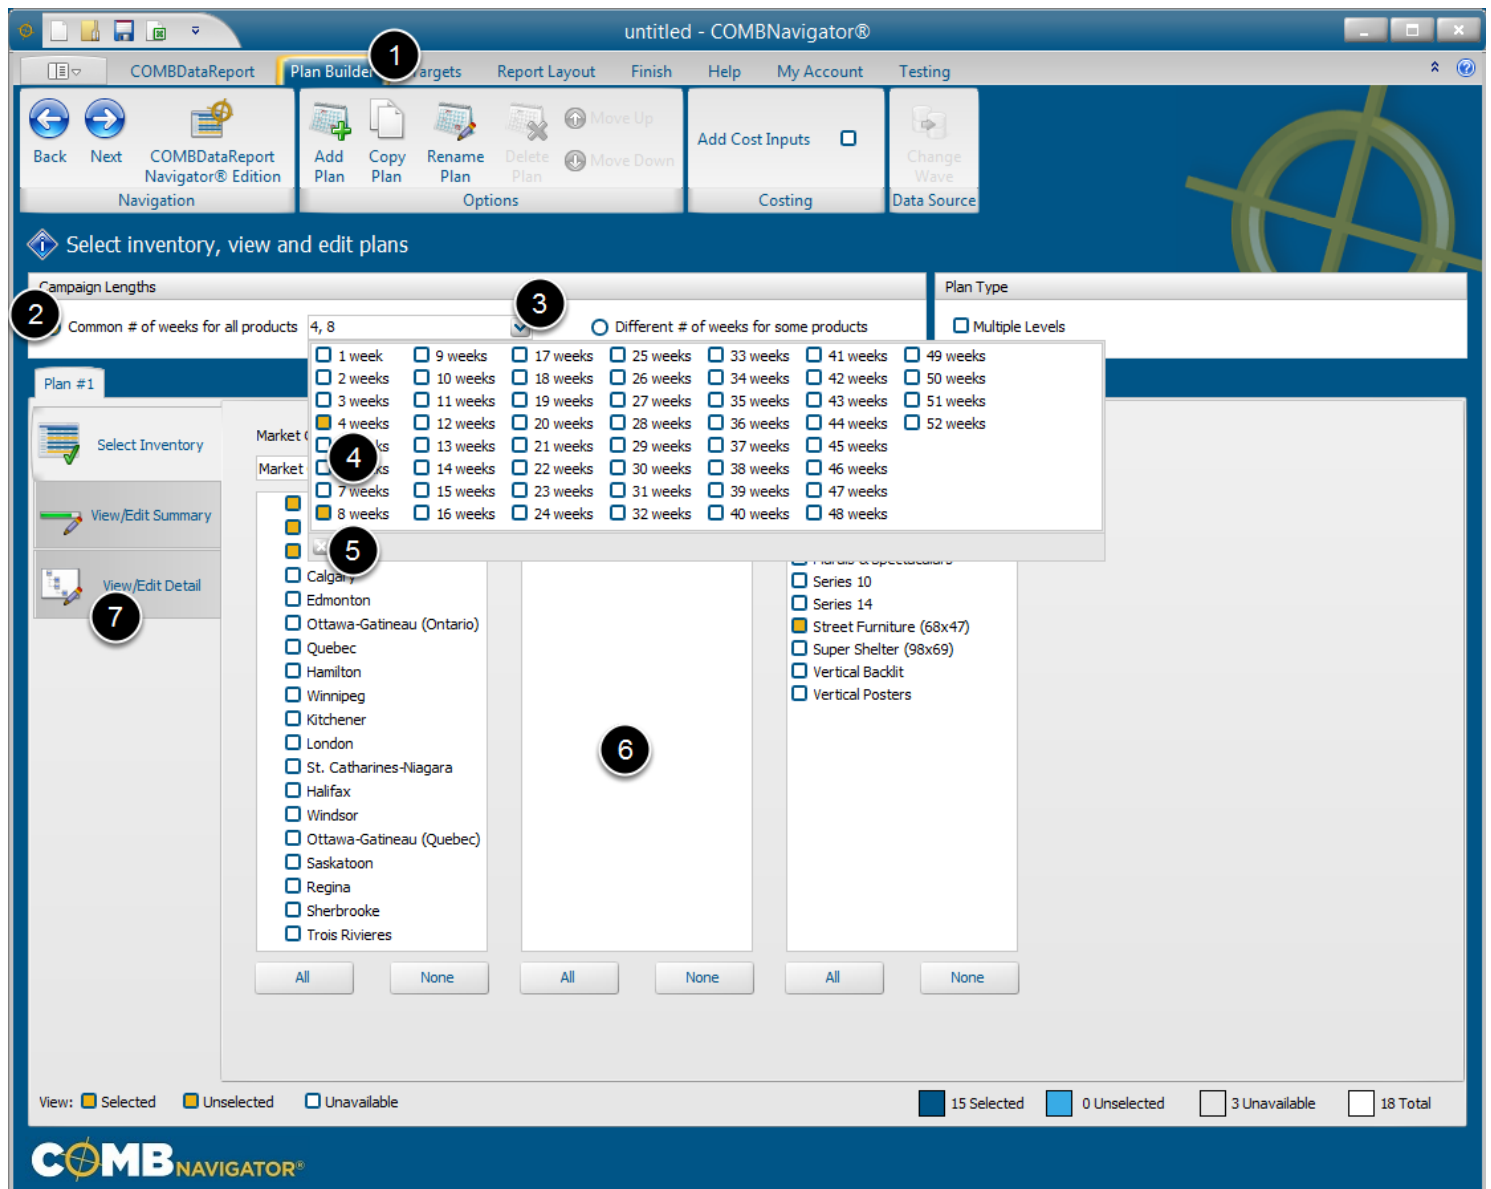 untitled - COMBNavigator®
1
COMBDataReport Plan Builder Targets Report Layout Finish Help My Account Testing
Back Next COMBDataReport Navigator® Edition
Add Plan Copy Plan Rename Plan Delete Plan Move Up Move Down
Add Cost Inputs
Change Wave
Navigation Options Costing Data Source
Select inventory, view and edit plans
Campaign Lengths
Plan Type
2
3
Common # of weeks for all products 4, 8 Different # of weeks for some products Multiple Levels
1 week 9 weeks 17 weeks 25 weeks 33 weeks 41 weeks 49 weeks
2 weeks 10 weeks 18 weeks 26 weeks 34 weeks 42 weeks 50 weeks
3 weeks 11 weeks 19 weeks 27 weeks 35 weeks 43 weeks 51 weeks
4 weeks 12 weeks 20 weeks 28 weeks 36 weeks 44 weeks 52 weeks
13 weeks 21 weeks 29 weeks 37 weeks 45 weeks
14 weeks 22 weeks 30 weeks 38 weeks 46 weeks
7 weeks 15 weeks 23 weeks 31 weeks 39 weeks 47 weeks
8 weeks 16 weeks 24 weeks 32 weeks 40 weeks 48 weeks
4
5
Plan #1
Select Inventory
View/Edit Summary
View/Edit Detail
7
Market
Market
Calgary
Edmonton
Ottawa-Gatineau (Ontario)
Quebec
Hamilton
Winnipeg
Kitchener
London
St. Catharines-Niagara
Halifax
Windsor
Ottawa-Gatineau (Quebec)
Saskatoon
Regina
Sherbrooke
Trois Rivieres
6
Series 10
Series 14
Street Furniture (68x47)
Super Shelter (98x69)
Vertical Backlit
Vertical Posters
All None All None All None
View: Selected Unselected Unavailable 15 Selected 0 Unselected 3 Unavailable 18 Total
COMBNAVIGATOR®